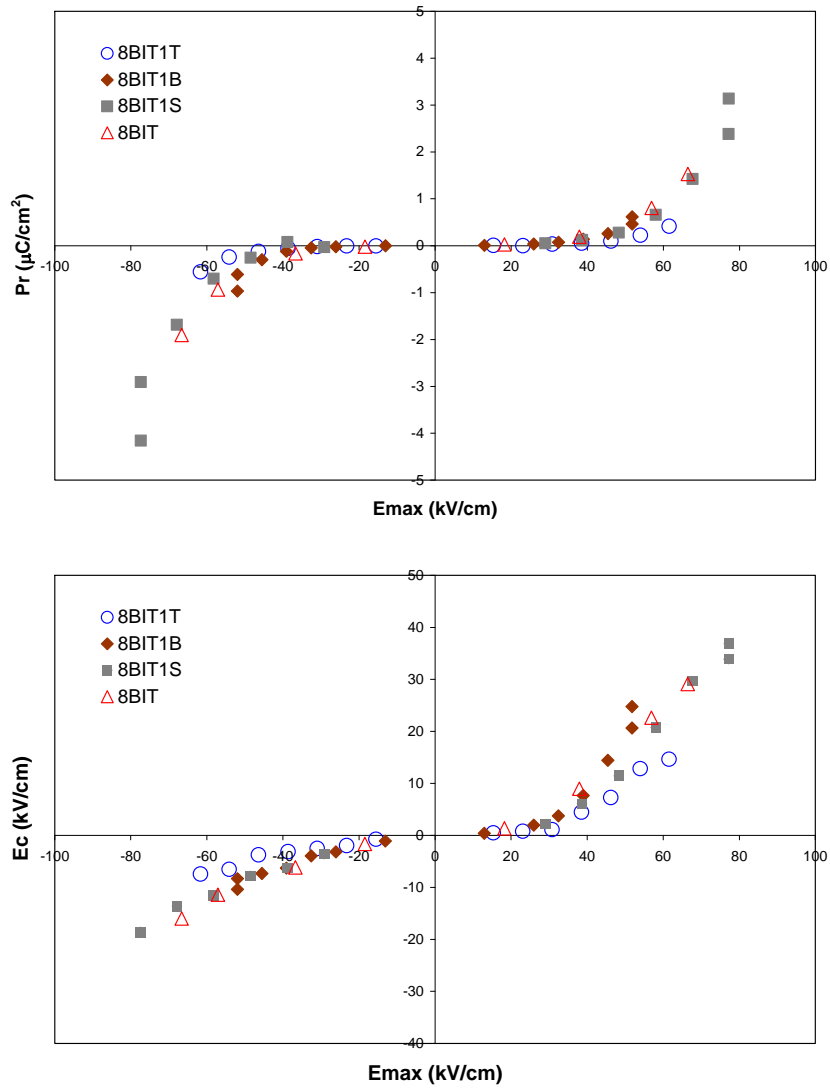 5
8BIT1T
8BIT1B
8BIT1S
8BIT
4
3
2
1
Pr (μC/cm²)
0
-100 -80 -60 -40 -20 0 20 40 60 80 100
-1
-2
-3
-4
-5
Emax (kV/cm)
50
8BIT1T
8BIT1B
8BIT1S
8BIT
40
30
20
10
Ec (kV/cm)
0
-100 -80 -60 -40 -20 0 20 40 60 80 100
-10
-20
-30
-40
Emax (kV/cm)